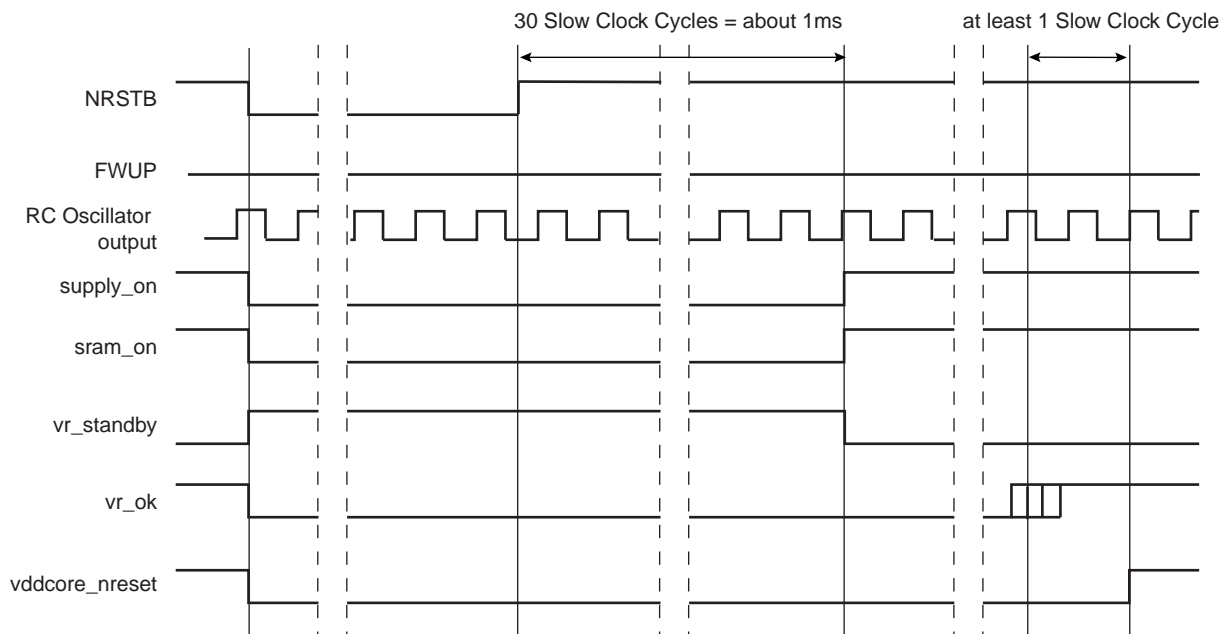 30 Slow Clock Cycles = about 1ms
at least 1 Slow Clock Cycle
NRSTB
FWUP
RC Oscillator
output
supply_on
sram_on
vr_standby
vr_ok
vddcore_nreset